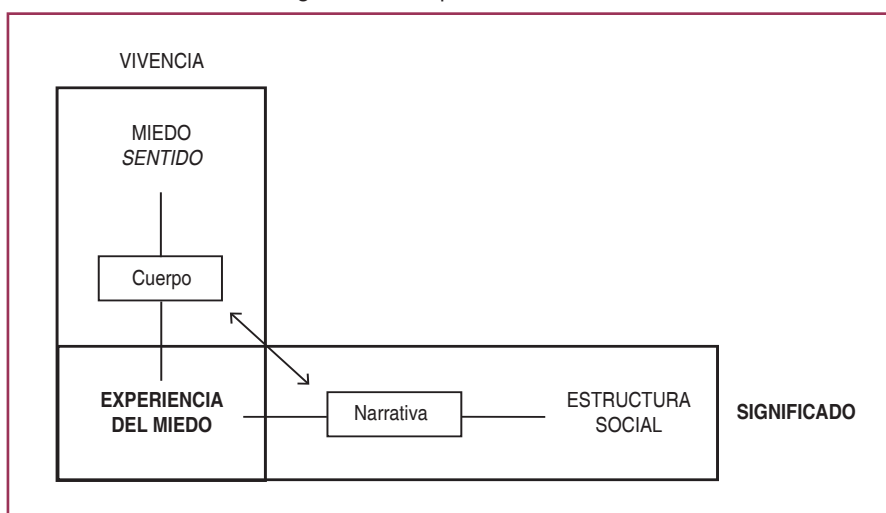 VIVENCIA
MIEDO
SENTIDO
Cuerpo
EXPERIENCIA
DEL MIEDO
Narrativa
ESTRUCTURA
SOCIAL
SIGNIFICADO